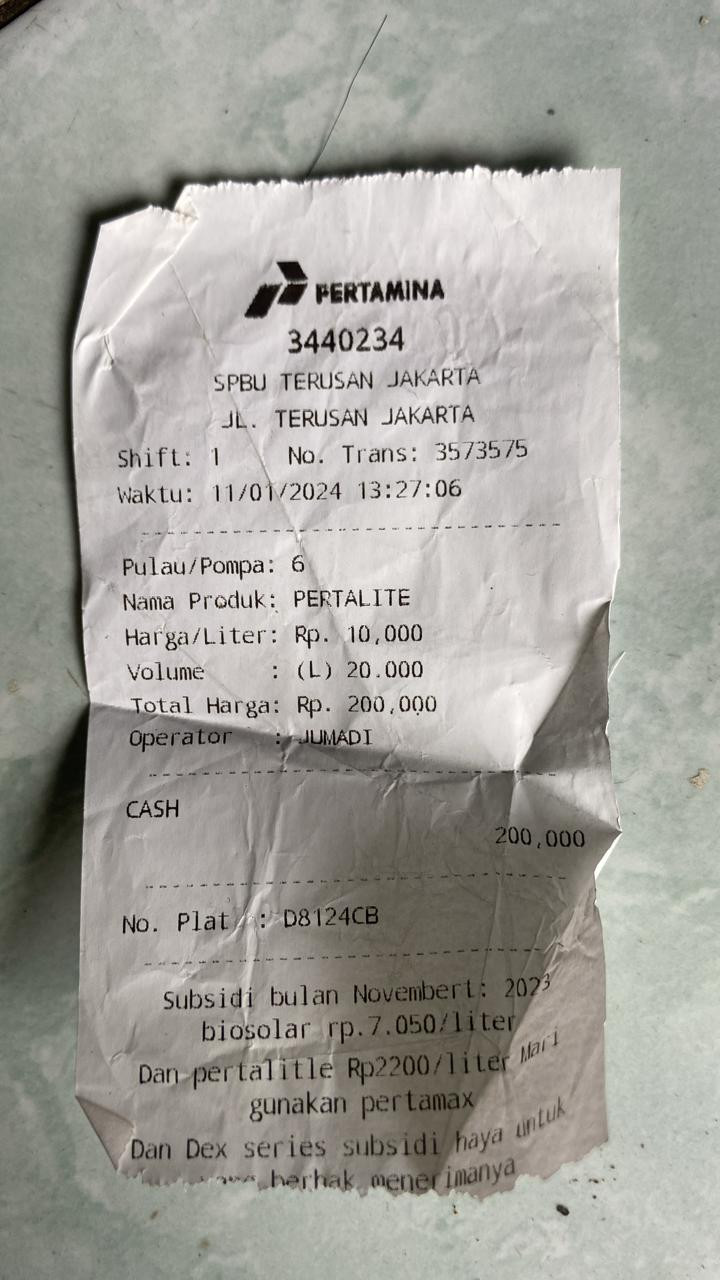 PERTAMINA
3440234
SPBU TERUSAN JAKARTA
JL. TERUSAN JAKARTA
Shift: 1 No. Trans: 3573575
Waktu: 11/01/2024 13:27:06
Pulau/Pompa: 6
Nama Produk: PERTALITE
Harga/Liter: Rp. 10,000
Volume : (L) 20.000
Total Harga: Rp. 200,000
Operator : JUMADI
CASH
200,000
No. Plat : D8124CB
Subsidi bulan Novembert: 2023
biosolar rp.7.050/liter
Dan pertalitle Rp2200/liter Mari
gunakan pertamax
Dan Dex series subsidi haya untuk
berhak menerimanya